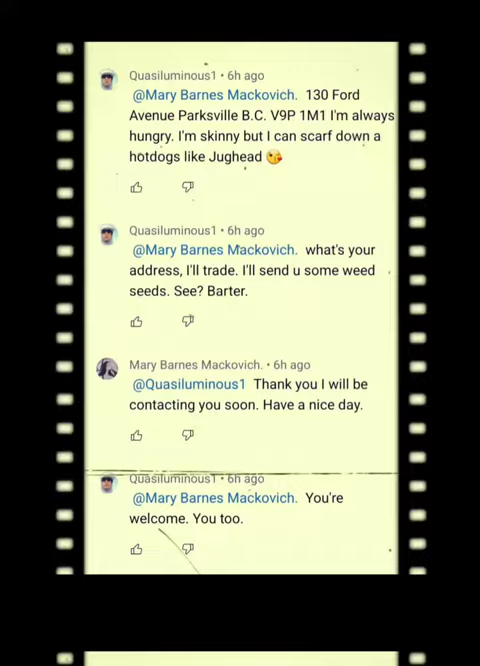 Quasiluminous1 • 6h ago
@Mary Barnes Mackovich. 130 Ford
Avenue Parksville B.C. V9P 1M1 I'm always
hungry. I'm skinny but I can scarf down a
hotdogs like Jughead 😘
Quasiluminous1 • 6h ago
@Mary Barnes Mackovich. what's your
address, I'll trade. I'll send u some weed
seeds. See? Barter.
Mary Barnes Mackovich. • 6h ago
@Quasiluminous1 Thank you I will be
contacting you soon. Have a nice day.
Quasiluminous1 • 6h ago
@Mary Barnes Mackovich. You're
welcome. You too.